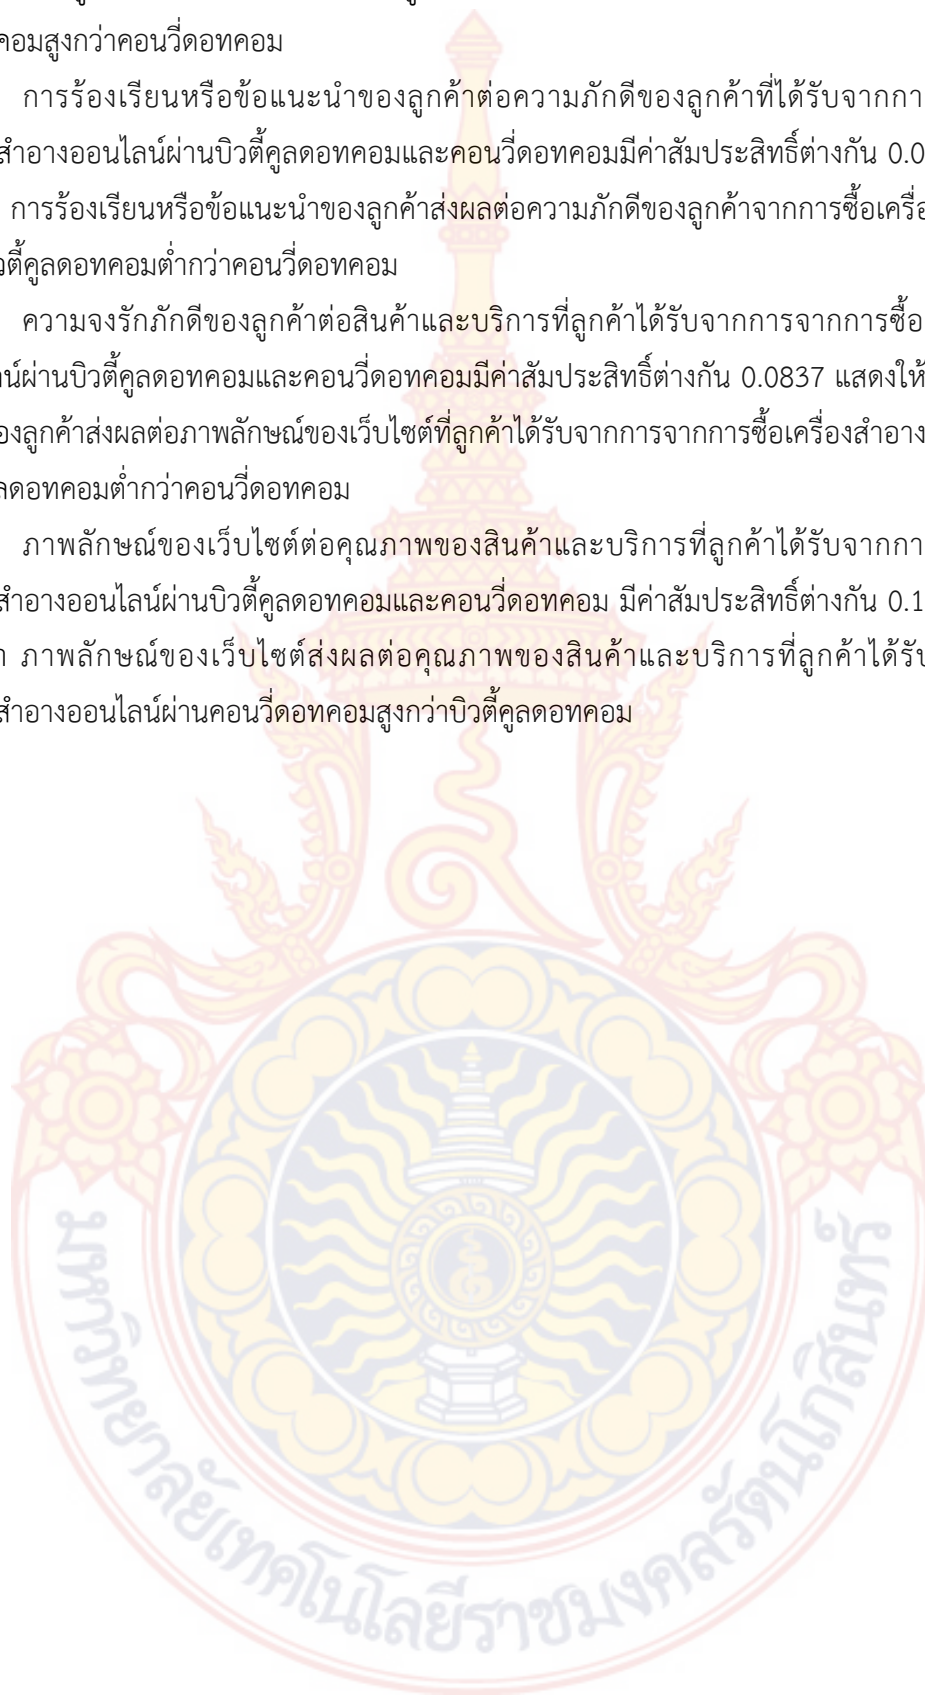 คอมสูงกว่าคอนวี่ดอทคอม
การร้องเรียนหรือข้อแนะนำของลูกค้าต่อความภักดีของลูกค้าที่ได้รับจากกา
สำอางออนไลน์ผ่านบิวตี้คูลดอทคอมและคอนวี่ดอทคอมมีค่าสัมประสิทธิ์ต่างกัน 0.0
การร้องเรียนหรือข้อแนะนำของลูกค้าส่งผลต่อความภักดีของลูกค้าจากการซื้อเครื่อ
วตี้คูลดอทคอมต่ำกว่าคอนวี่ดอทคอม
ความจงรักภักดีของลูกค้าต่อสินค้าและบริการที่ลูกค้าได้รับจากการจากการซื้อ
น์ผ่านบิวตี้คูลดอทคอมและคอนวี่ดอทคอมมีค่าสัมประสิทธิ์ต่างกัน 0.0837 แสดงให้
องลูกค้าส่งผลต่อภาพลักษณ์ของเว็บไซต์ที่ลูกค้าได้รับจากการจากการซื้อเครื่องสำอาง
ลดอทคอมต่ำกว่าคอนวี่ดอทคอม
ภาพลักษณ์ของเว็บไซต์ต่อคุณภาพของสินค้าและบริการที่ลูกค้าได้รับจากกา
สำอางออนไลน์ผ่านบิวตี้คูลดอทคอมและคอนวี่ดอทคอม มีค่าสัมประสิทธิ์ต่างกัน 0.1
า ภาพลักษณ์ของเว็บไซต์ส่งผลต่อคุณภาพของสินค้าและบริการที่ลูกค้าได้รับ
สำอางออนไลน์ผ่านคอนวี่ดอทคอมสูงกว่าบิวตี้คูลดอทคอม
มหาวิทยาลัยเทคโนโลยีราชมงคลรัตนโกสินทร์